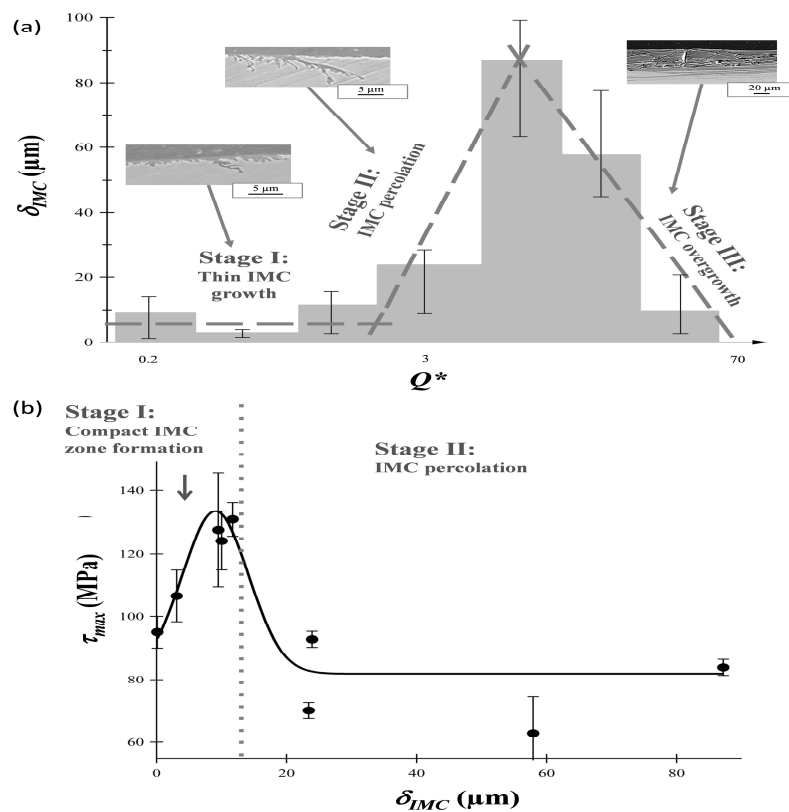 (a)
100
80
60
40
20
0
δIMC (μm)
5 μm
20 μm
5 μm
Stage I:
Thin IMC
growth
Stage II:
IMC percolation
Stage III:
IMC overgrowth
0.2
3
70
Q*
(b)
Stage I:
Compact IMC
zone formation
Stage II:
IMC percolation
140
120
100
80
60
τmax (MPa)
)
0
20
40
60
80
δIMC (μm)